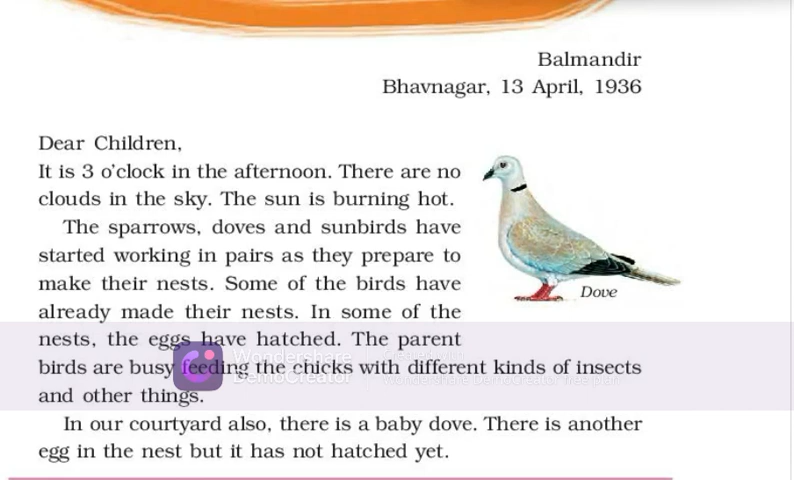 Balmandir
Bhavnagar, 13 April, 1936
Dear Children,
It is 3 o'clock in the afternoon. There are no
clouds in the sky. The sun is burning hot.
The sparrows, doves and sunbirds have
started working in pairs as they prepare to
make their nests. Some of the birds have
already made their nests. In some of the
nests, the eggs have hatched. The parent
birds are busy feeding the chicks with different kinds of insects
and other things.
In our courtyard also, there is a baby dove. There is another
egg in the nest but it has not hatched yet.
Dove
Wondershare
DemoCreator